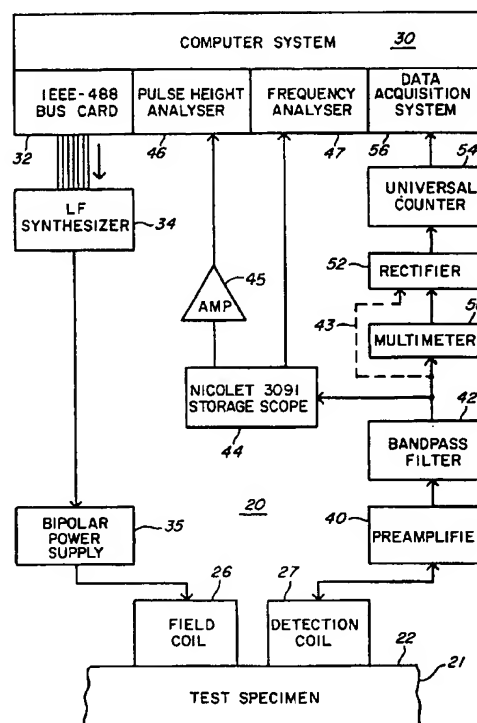 COMPUTER SYSTEM 30
IEEE-488
BUS CARD
PULSE HEIGHT
ANALYSER
FREQUENCY
ANALYSER
DATA
ACQUISITION
SYSTEM
32
46
47
56
54
LF
SYNTHESIZER
34
UNIVERSAL
COUNTER
45
AMP
52
RECTIFIER
43
50
MULTIMETER
NICOLET 3091
STORAGE SCOPE
44
42
BANDPASS
FILTER
20
BIPOLAR
POWER
SUPPLY
35
40
PREAMPLIFIE
26
27
FIELD
COIL
DETECTION
COIL
22
21
TEST SPECIMEN